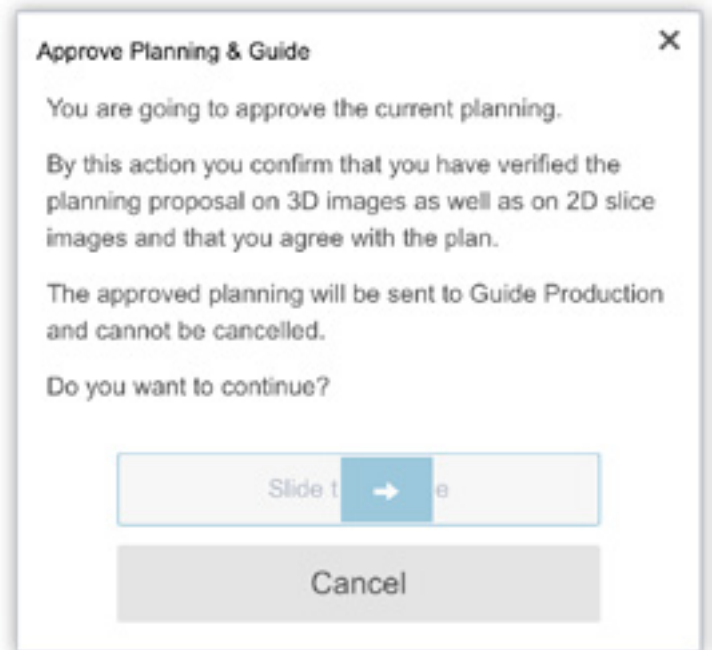 Approve Planning & Guide
You are going to approve the current planning.
By this action you confirm that you have verified the
planning proposal on 3D images as well as on 2D slice
images and that you agree with the plan.
The approved planning will be sent to Guide Production
and cannot be cancelled.
Do you want to continue?
Slide t e
Cancel